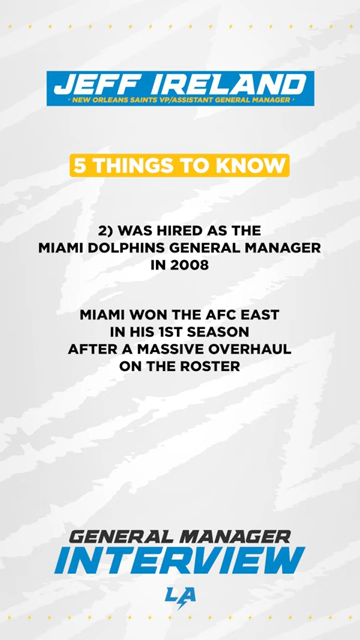 JEFF IRELAND
· NEW ORLEANS SAINTS VP/ASSISTANT GENERAL MANAGER ·
5 THINGS TO KNOW
2) WAS HIRED AS THE
MIAMI DOLPHINS GENERAL MANAGER
IN 2008
MIAMI WON THE AFC EAST
IN HIS 1ST SEASON
AFTER A MASSIVE OVERHAUL
ON THE ROSTER
GENERAL MANAGER
INTERVIEW
LA